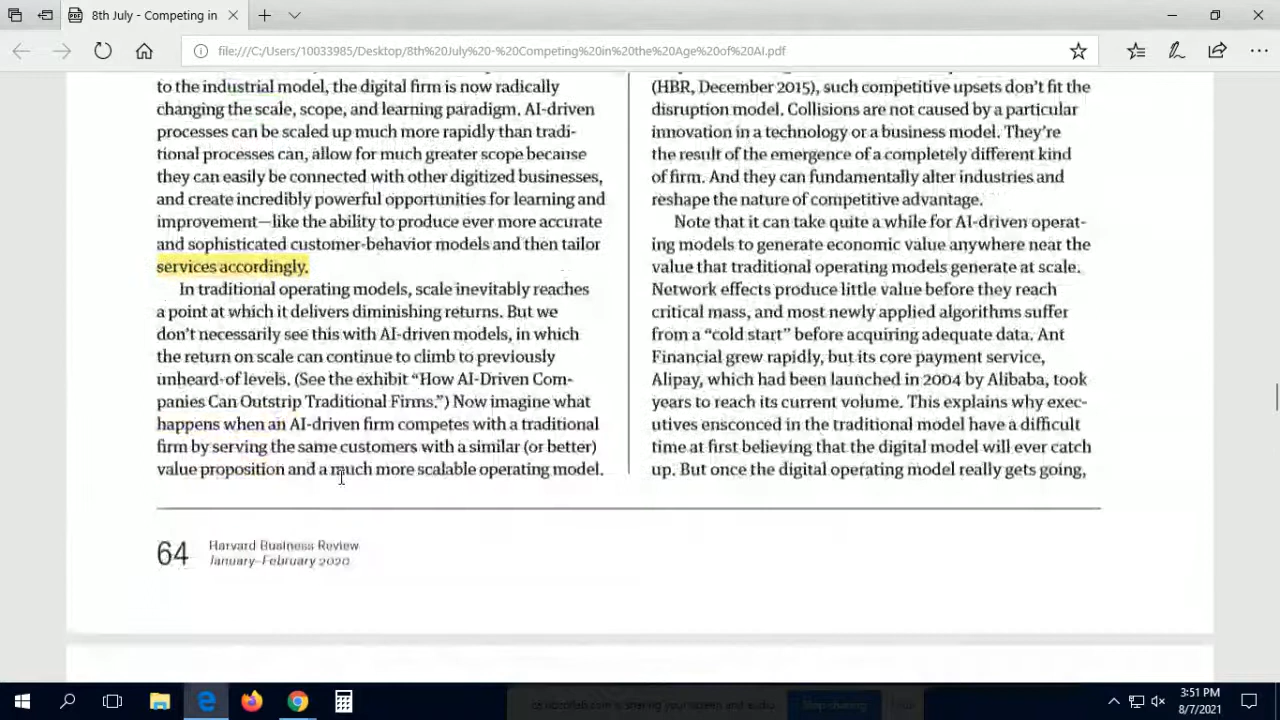 8th July - Competing in
file:///C:/Users/10033985/Desktop/8th%20July%20-%20Competing%20in%20the%20Age%20of%20AI.pdf
to the industrial model, the digital firm is now radically
changing the scale, scope, and learning paradigm. AI-driven
processes can be scaled up much more rapidly than tradi-
tional processes can, allow for much greater scope because
they can easily be connected with other digitized businesses,
and create incredibly powerful opportunities for learning and
improvement—like the ability to produce ever more accurate
and sophisticated customer-behavior models and then tailor
services accordingly.
In traditional operating models, scale inevitably reaches
a point at which it delivers diminishing returns. But we
don't necessarily see this with AI-driven models, in which
the return on scale can continue to climb to previously
unheard-of levels. (See the exhibit “How AI-Driven Com-
panies Can Outstrip Traditional Firms.”) Now imagine what
happens when an AI-driven firm competes with a traditional
firm by serving the same customers with a similar (or better)
value proposition and a much more scalable operating model.
(HBR, December 2015), such competitive upsets don't fit the
disruption model. Collisions are not caused by a particular
innovation in a technology or a business model. They're
the result of the emergence of a completely different kind
of firm. And they can fundamentally alter industries and
reshape the nature of competitive advantage.
Note that it can take quite a while for AI-driven operat-
ing models to generate economic value anywhere near the
value that traditional operating models generate at scale.
Network effects produce little value before they reach
critical mass, and most newly applied algorithms suffer
from a “cold start” before acquiring adequate data. Ant
Financial grew rapidly, but its core payment service,
Alipay, which had been launched in 2004 by Alibaba, took
years to reach its current volume. This explains why exec-
utives ensconced in the traditional model have a difficult
time at first believing that the digital model will ever catch
up. But once the digital operating model really gets going,
64
Harvard Business Review
January–February 2020
is sharing your screen and audio.
Stop sharing
Hide
3:51 PM
8/7/2021